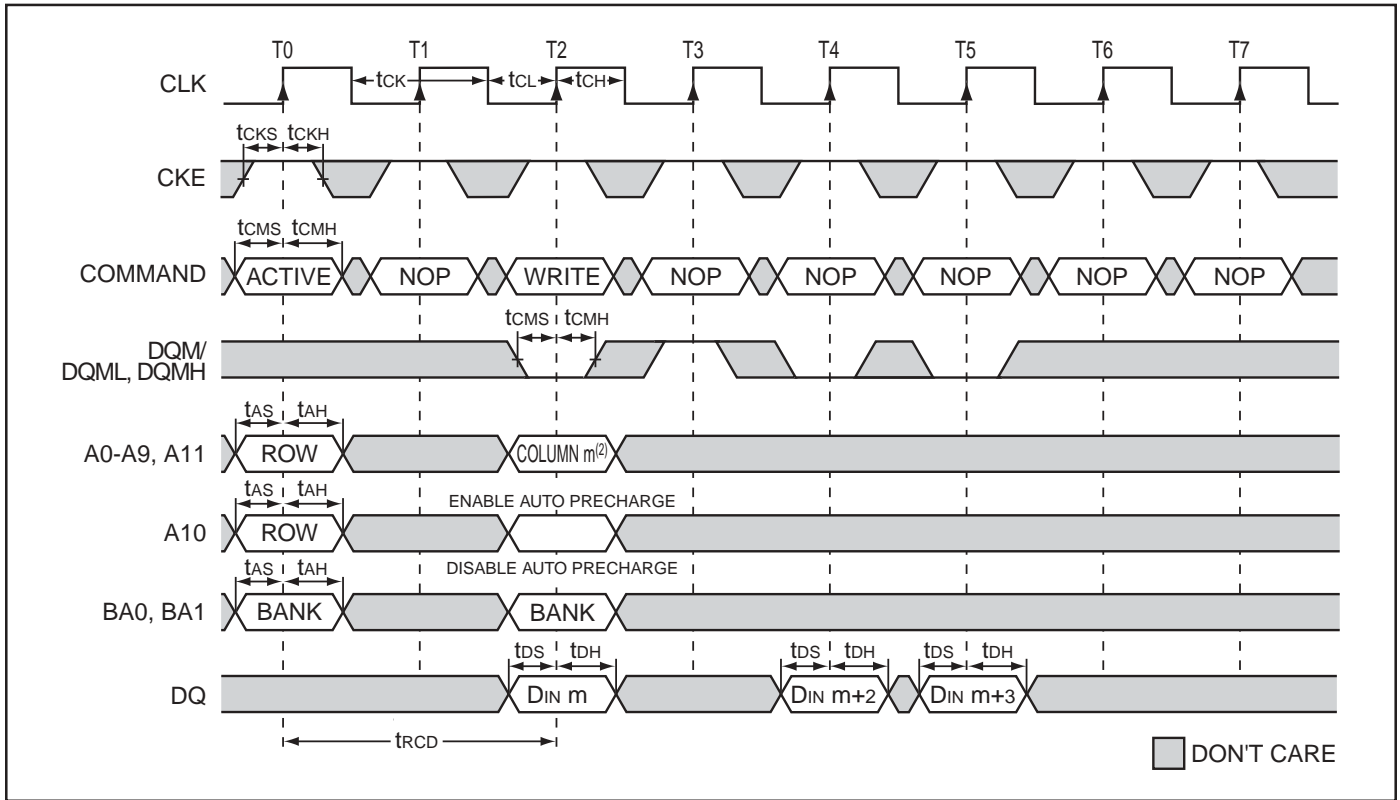 T0 T1 T2 T3 T4 T5 T6 T7
CLK
tCK tCL tCH
tCKS tCKH
CKE
tCMS tCMH
COMMAND ACTIVE NOP WRITE NOP NOP NOP NOP NOP
tCMS tCMH
DQM/
DQML, DQMH
tAS tAH
A0-A9, A11 ROW COLUMN m(2)
tAS tAH ENABLE AUTO PRECHARGE
A10 ROW
tAS tAH DISABLE AUTO PRECHARGE
BA0, BA1 BANK BANK
tDS tDH tDS tDH tDS tDH
DQ DIN m DIN m+2 DIN m+3
tRCD
DON'T CARE